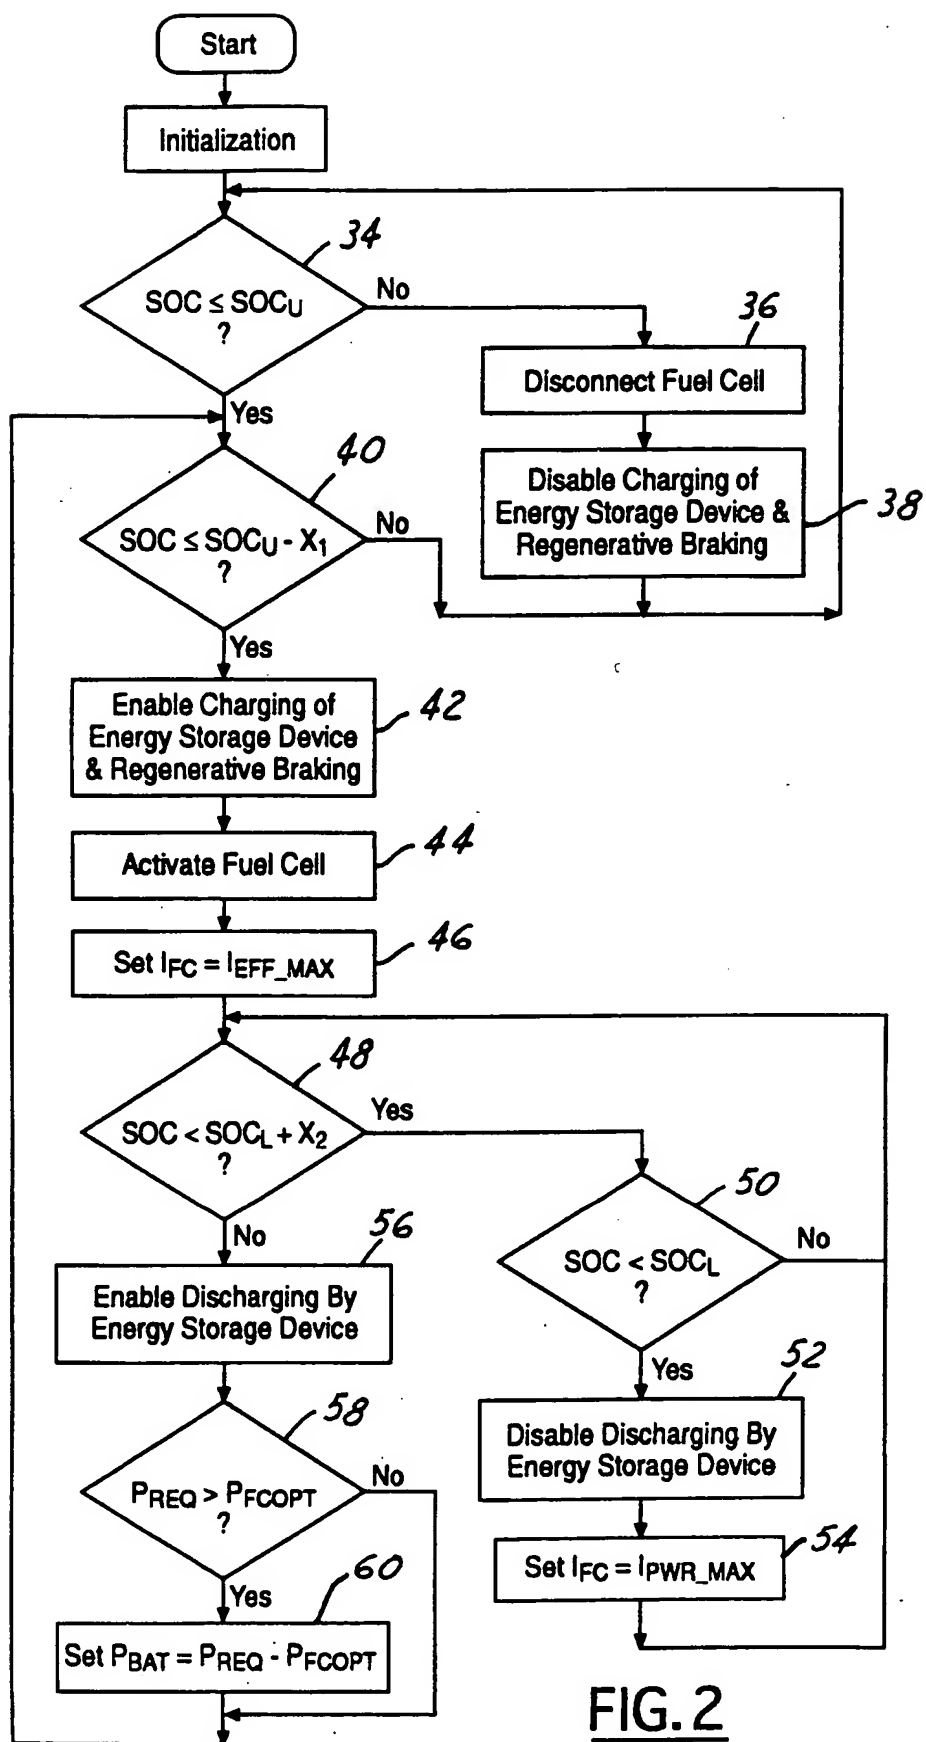 Start
Initialization
34
SOC ≤ SOCU
?
No
Yes
36
Disconnect Fuel Cell
Disable Charging of
Energy Storage Device &
Regenerative Braking
38
40
SOC ≤ SOCU - X1
?
No
Yes
Enable Charging of
Energy Storage Device
& Regenerative Braking
42
Activate Fuel Cell
44
Set IFC = IEFF_MAX
46
48
SOC < SOCL + X2
?
Yes
No
50
SOC < SOCL
?
No
Yes
52
Disable Discharging By
Energy Storage Device
Set IFC = IPWR_MAX
54
56
Enable Discharging By
Energy Storage Device
58
PREQ > PFCOPT
?
No
Yes
60
Set PBAT = PREQ - PFCOPT
FIG. 2